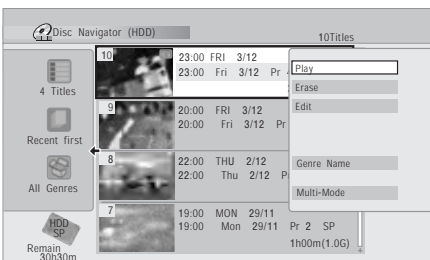 Disc Navigator (HDD)
10Titles
4 Titles
Recent first
All Genres
HDD
SP
Remain
30h30m
10
23:00 FRI 3/12
23:00 Fri 3/12 Pr 4
9
20:00 FRI 3/12
20:00 Fri 3/12 Pr
8
22:00 THU 2/12
22:00 Thu 2/12 P
7
19:00 MON 29/11
19:00 Mon 29/11 Pr 2 SP
1h00m(1.0G)
Play
Erase
Edit
Genre Name
Multi-Mode